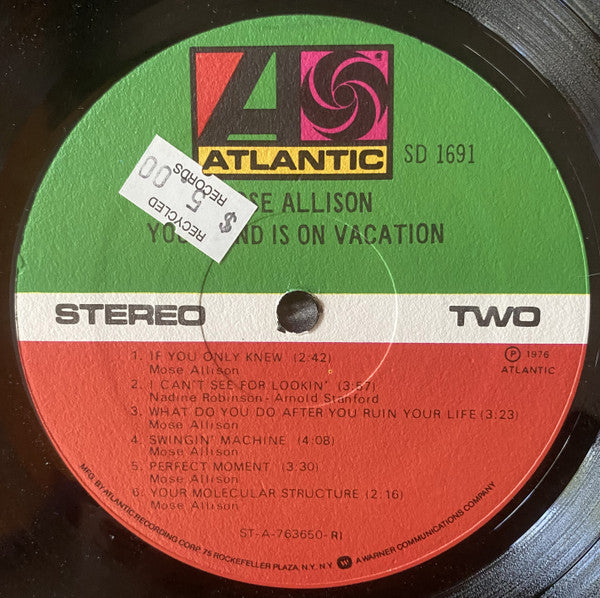 ATLANTIC
SD 1691
RECYCLED
RECORDS
$ 5.00
OSE ALLISON
YOU ND IS ON VACATION
STEREO
TWO
1. IF YOU ONLY KNEW (2:42)
Mose Allison
2. I CAN'T SEE FOR LOOKIN' (3:57)
Nadine Robinson - Arnold Stanford
3. WHAT DO YOU DO AFTER YOU RUIN YOUR LIFE (3:23)
Mose Allison
4. SWINGIN' MACHINE (4:08)
Mose Allison
5. PERFECT MOMENT (3:30)
Mose Allison
6. YOUR MOLECULAR STRUCTURE (2:16)
Mose Allison
℗ 1976
ATLANTIC
ST-A-763650-RI
MFG. BY ATLANTIC RECORDING CORP. 75 ROCKEFELLER PLAZA, N.Y., N.Y. A WARNER COMMUNICATIONS COMPANY